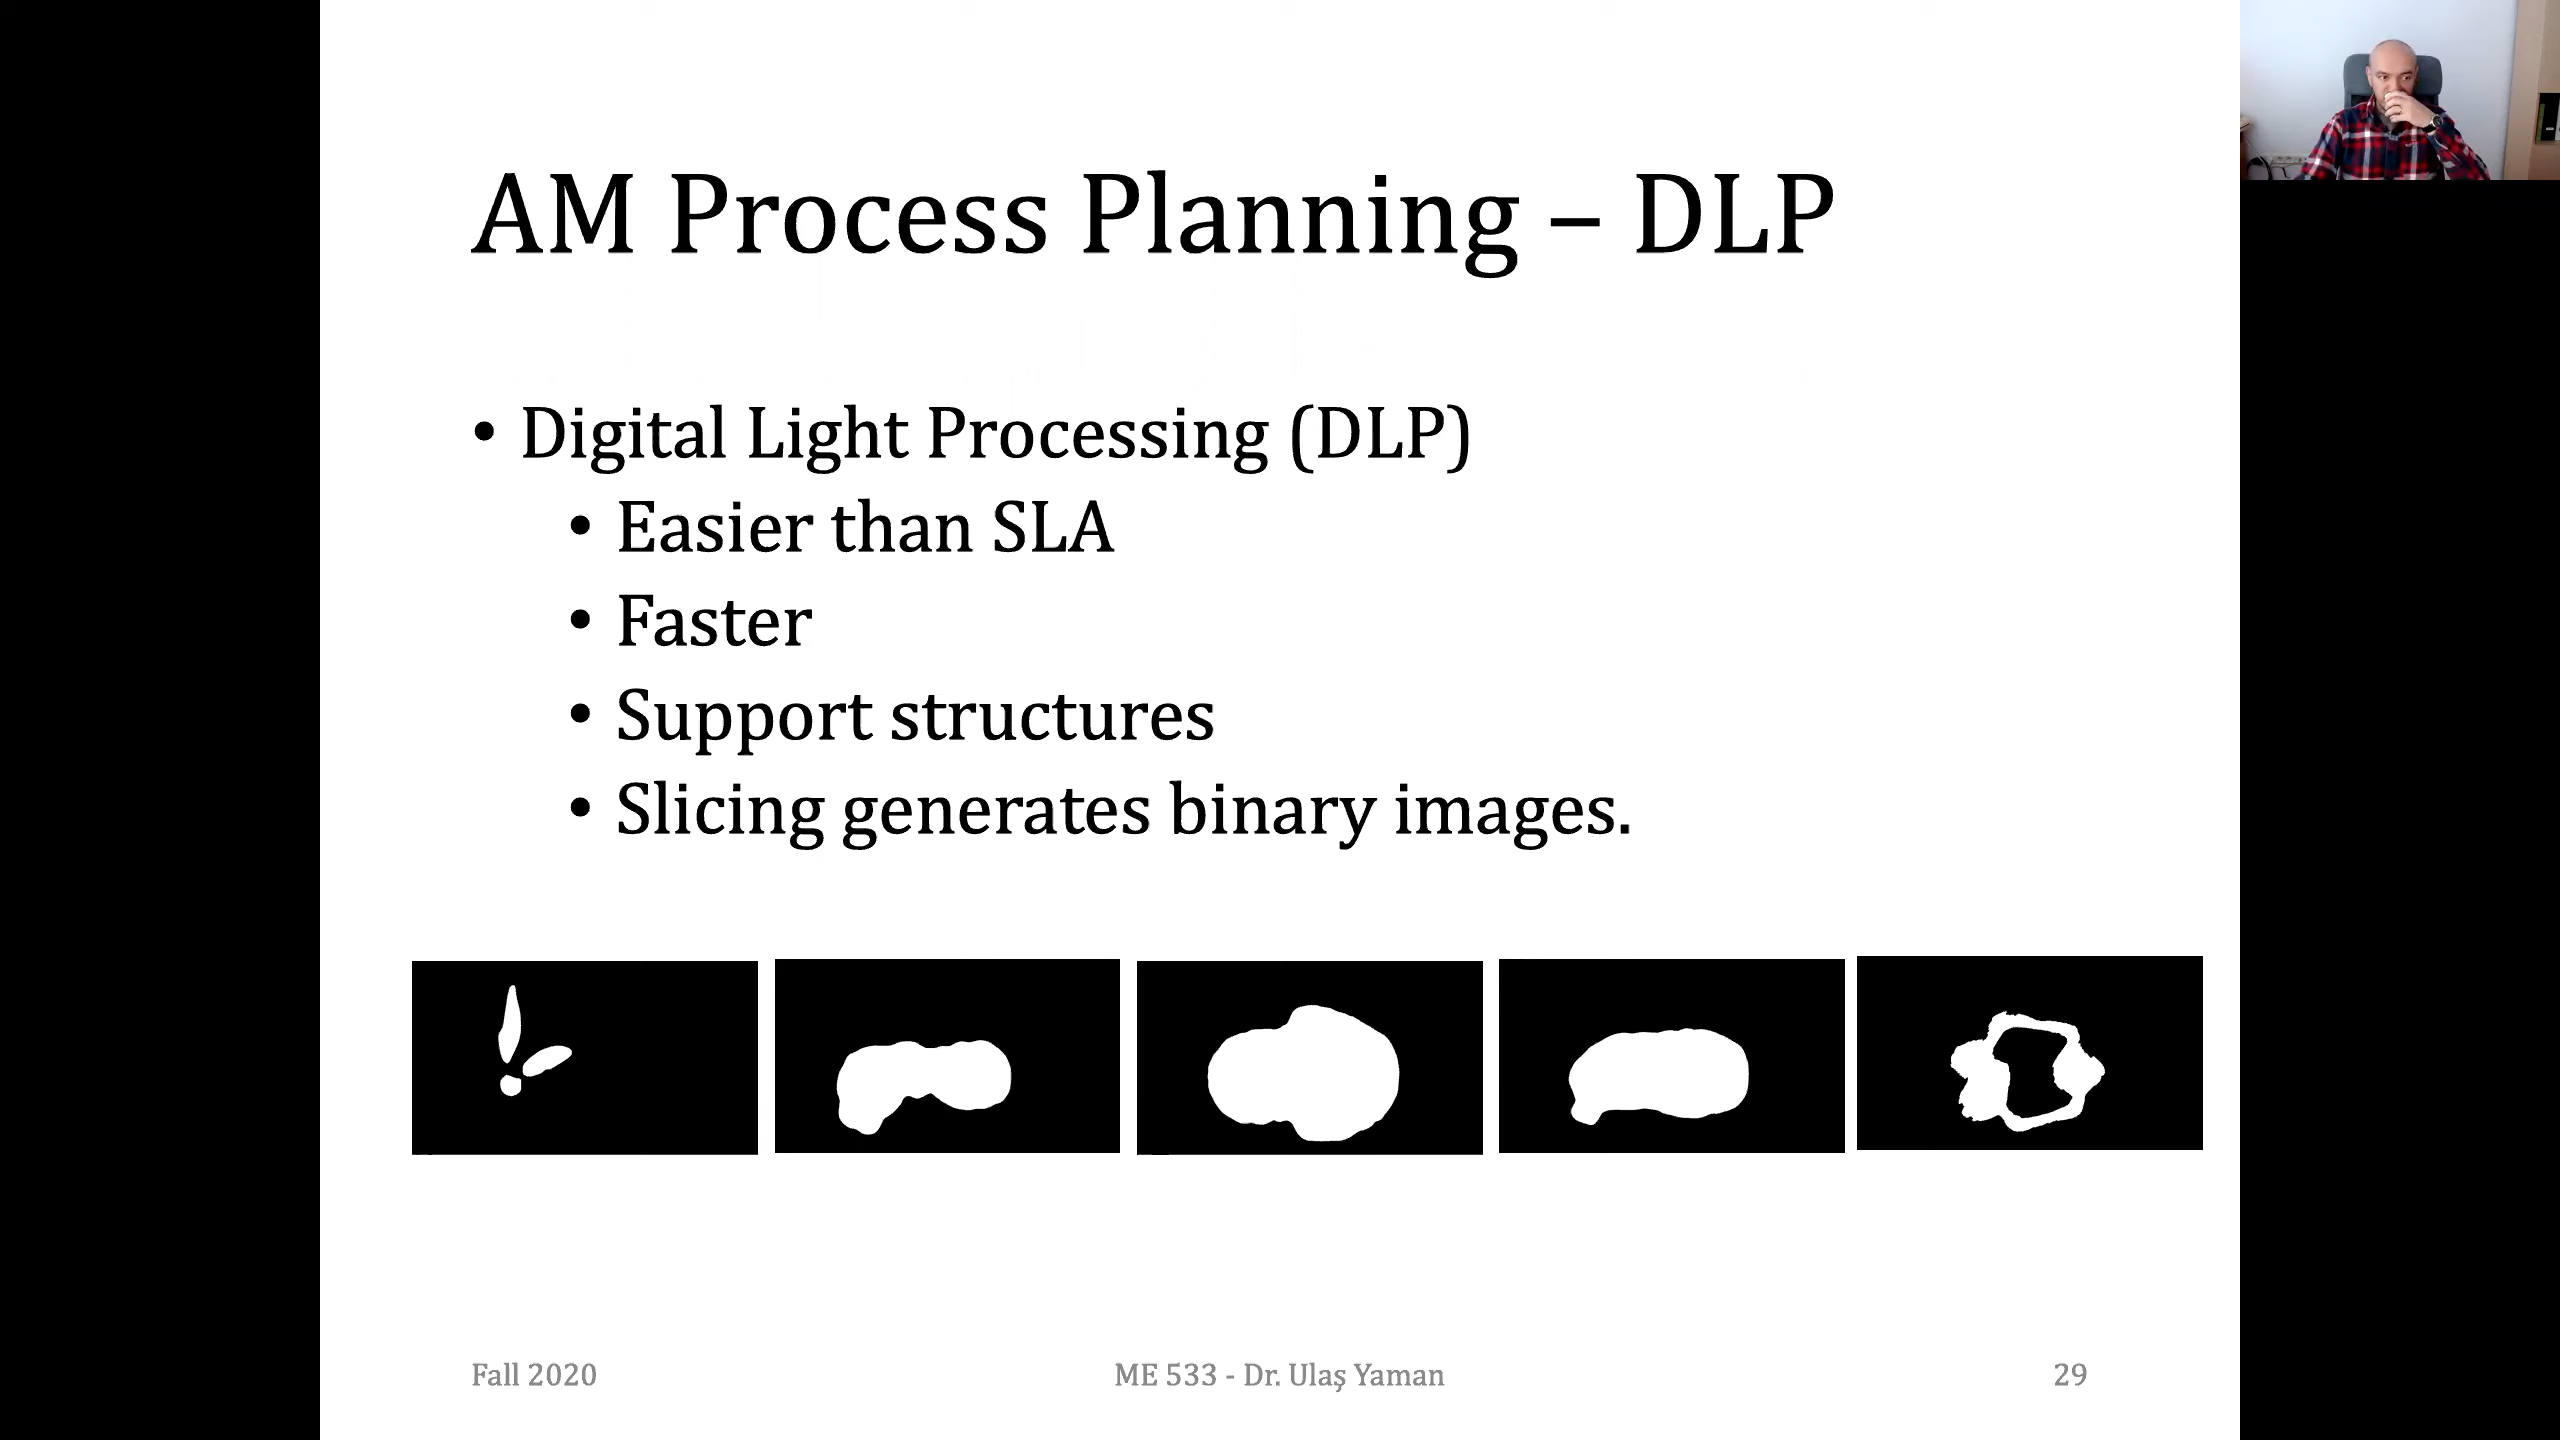 AM Process Planning – DLP
• Digital Light Processing (DLP)
• Easier than SLA
• Faster
• Support structures
• Slicing generates binary images.
Fall 2020
ME 533 - Dr. Ulaş Yaman
29